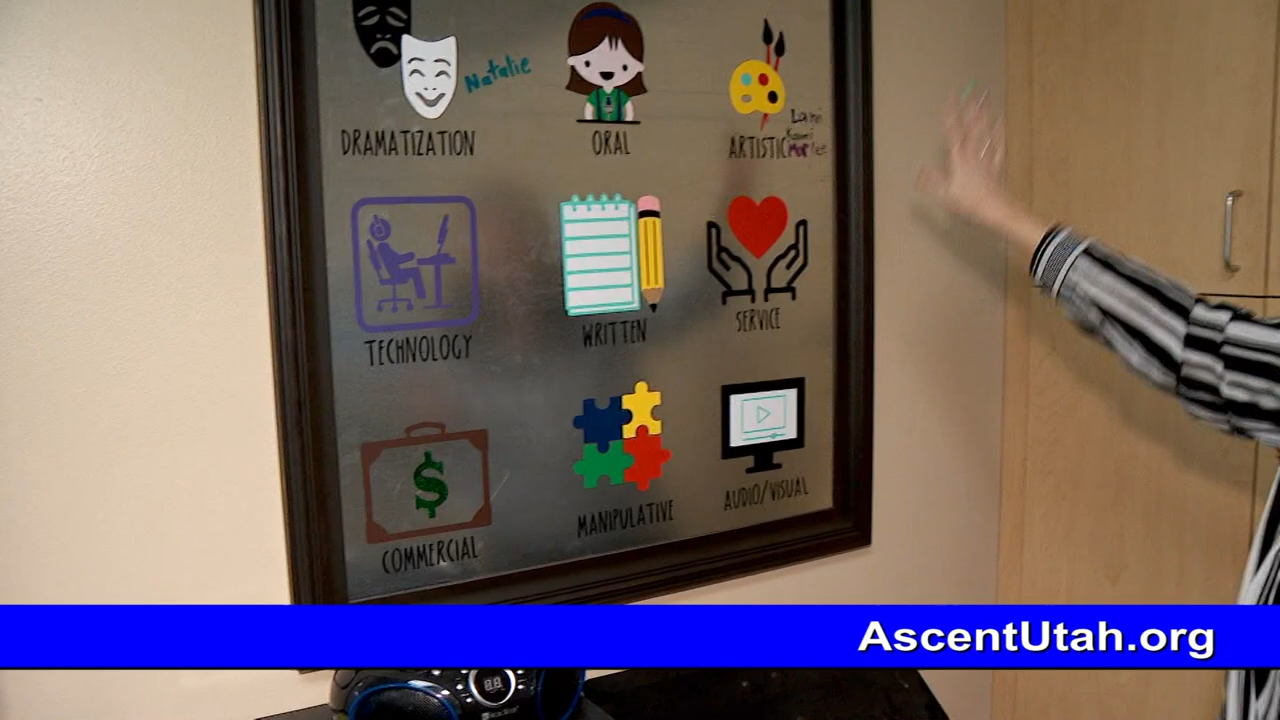 Natalie
DRAMATIZATION
ORAL
ARTISTIC
TECHNOLOGY
WRITTEN
SERVICE
COMMERCIAL
MANIPULATIVE
AUDIO/VISUAL
AscentUtah.org